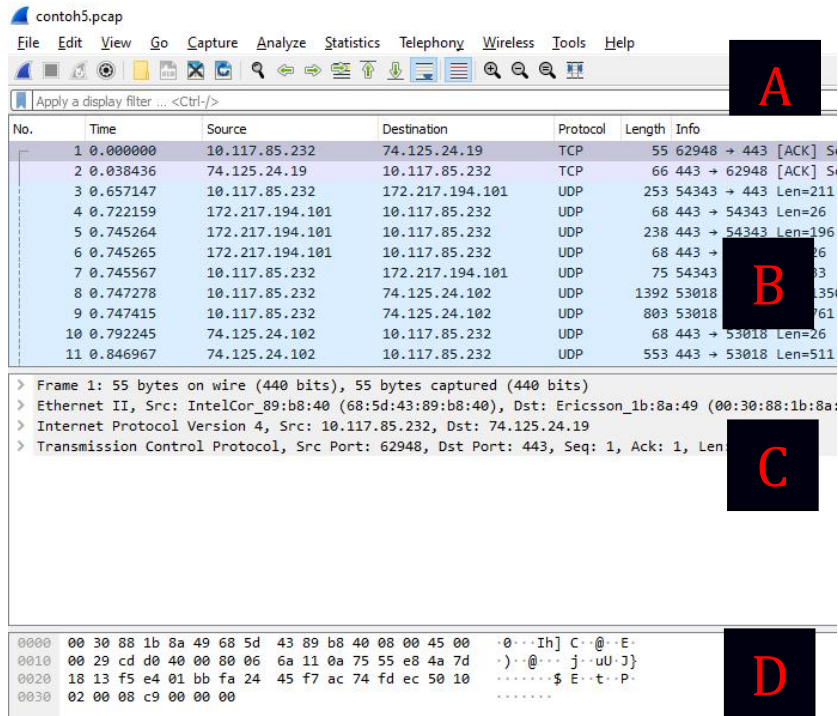 contoh5.pcap
File Edit View Go Capture Analyze Statistics Telephony Wireless Tools Help
A
Apply a display filter ... <Ctrl-/>
No. Time Source Destination Protocol Length Info
1 0.000000 10.117.85.232 74.125.24.19 TCP 55 62948 → 443 [ACK] Se
2 0.038436 74.125.24.19 10.117.85.232 TCP 66 443 → 62948 [ACK] Se
3 0.657147 10.117.85.232 172.217.194.101 UDP 253 54343 → 443 Len=211
4 0.722159 172.217.194.101 10.117.85.232 UDP 68 443 → 54343 Len=26
5 0.745264 172.217.194.101 10.117.85.232 UDP 238 443 → 54343 Len=196
6 0.745265 172.217.194.101 10.117.85.232 UDP 68 443 → 26
7 0.745567 10.117.85.232 172.217.194.101 UDP 75 54343 33
8 0.747278 10.117.85.232 74.125.24.102 UDP 1392 53018 1350
9 0.747415 10.117.85.232 74.125.24.102 UDP 803 53018 761
10 0.792245 74.125.24.102 10.117.85.232 UDP 68 443 → 53018 Len=26
11 0.846967 74.125.24.102 10.117.85.232 UDP 553 443 → 53018 Len=511
B
> Frame 1: 55 bytes on wire (440 bits), 55 bytes captured (440 bits)
> Ethernet II, Src: IntelCor_89:b8:40 (68:5d:43:89:b8:40), Dst: Ericsson_1b:8a:49 (00:30:88:1b:8a:
> Internet Protocol Version 4, Src: 10.117.85.232, Dst: 74.125.24.19
> Transmission Control Protocol, Src Port: 62948, Dst Port: 443, Seq: 1, Ack: 1, Len
C
0000 00 30 88 1b 8a 49 68 5d 43 89 b8 40 08 00 45 00 ·0···Ih] C··@··E·
0010 00 29 cd d0 40 00 80 06 6a 11 0a 75 55 e8 4a 7d ·)··@··· j··uU·J}
0020 18 13 f5 e4 01 bb fa 24 45 f7 ac 74 fd ec 50 10 ·······$ E··t··P·
0030 02 00 08 c9 00 00 00 ·······
D